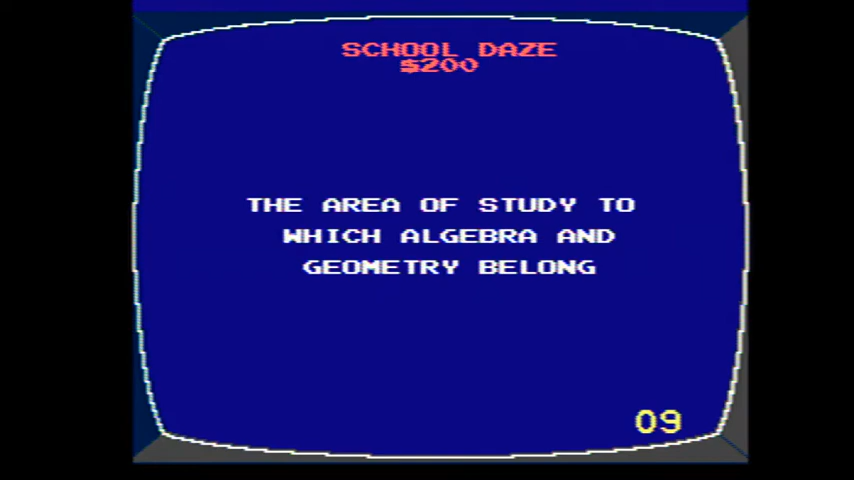 SCHOOL DAZE
$200
THE AREA OF STUDY TO
WHICH ALGEBRA AND
GEOMETRY BELONG
09